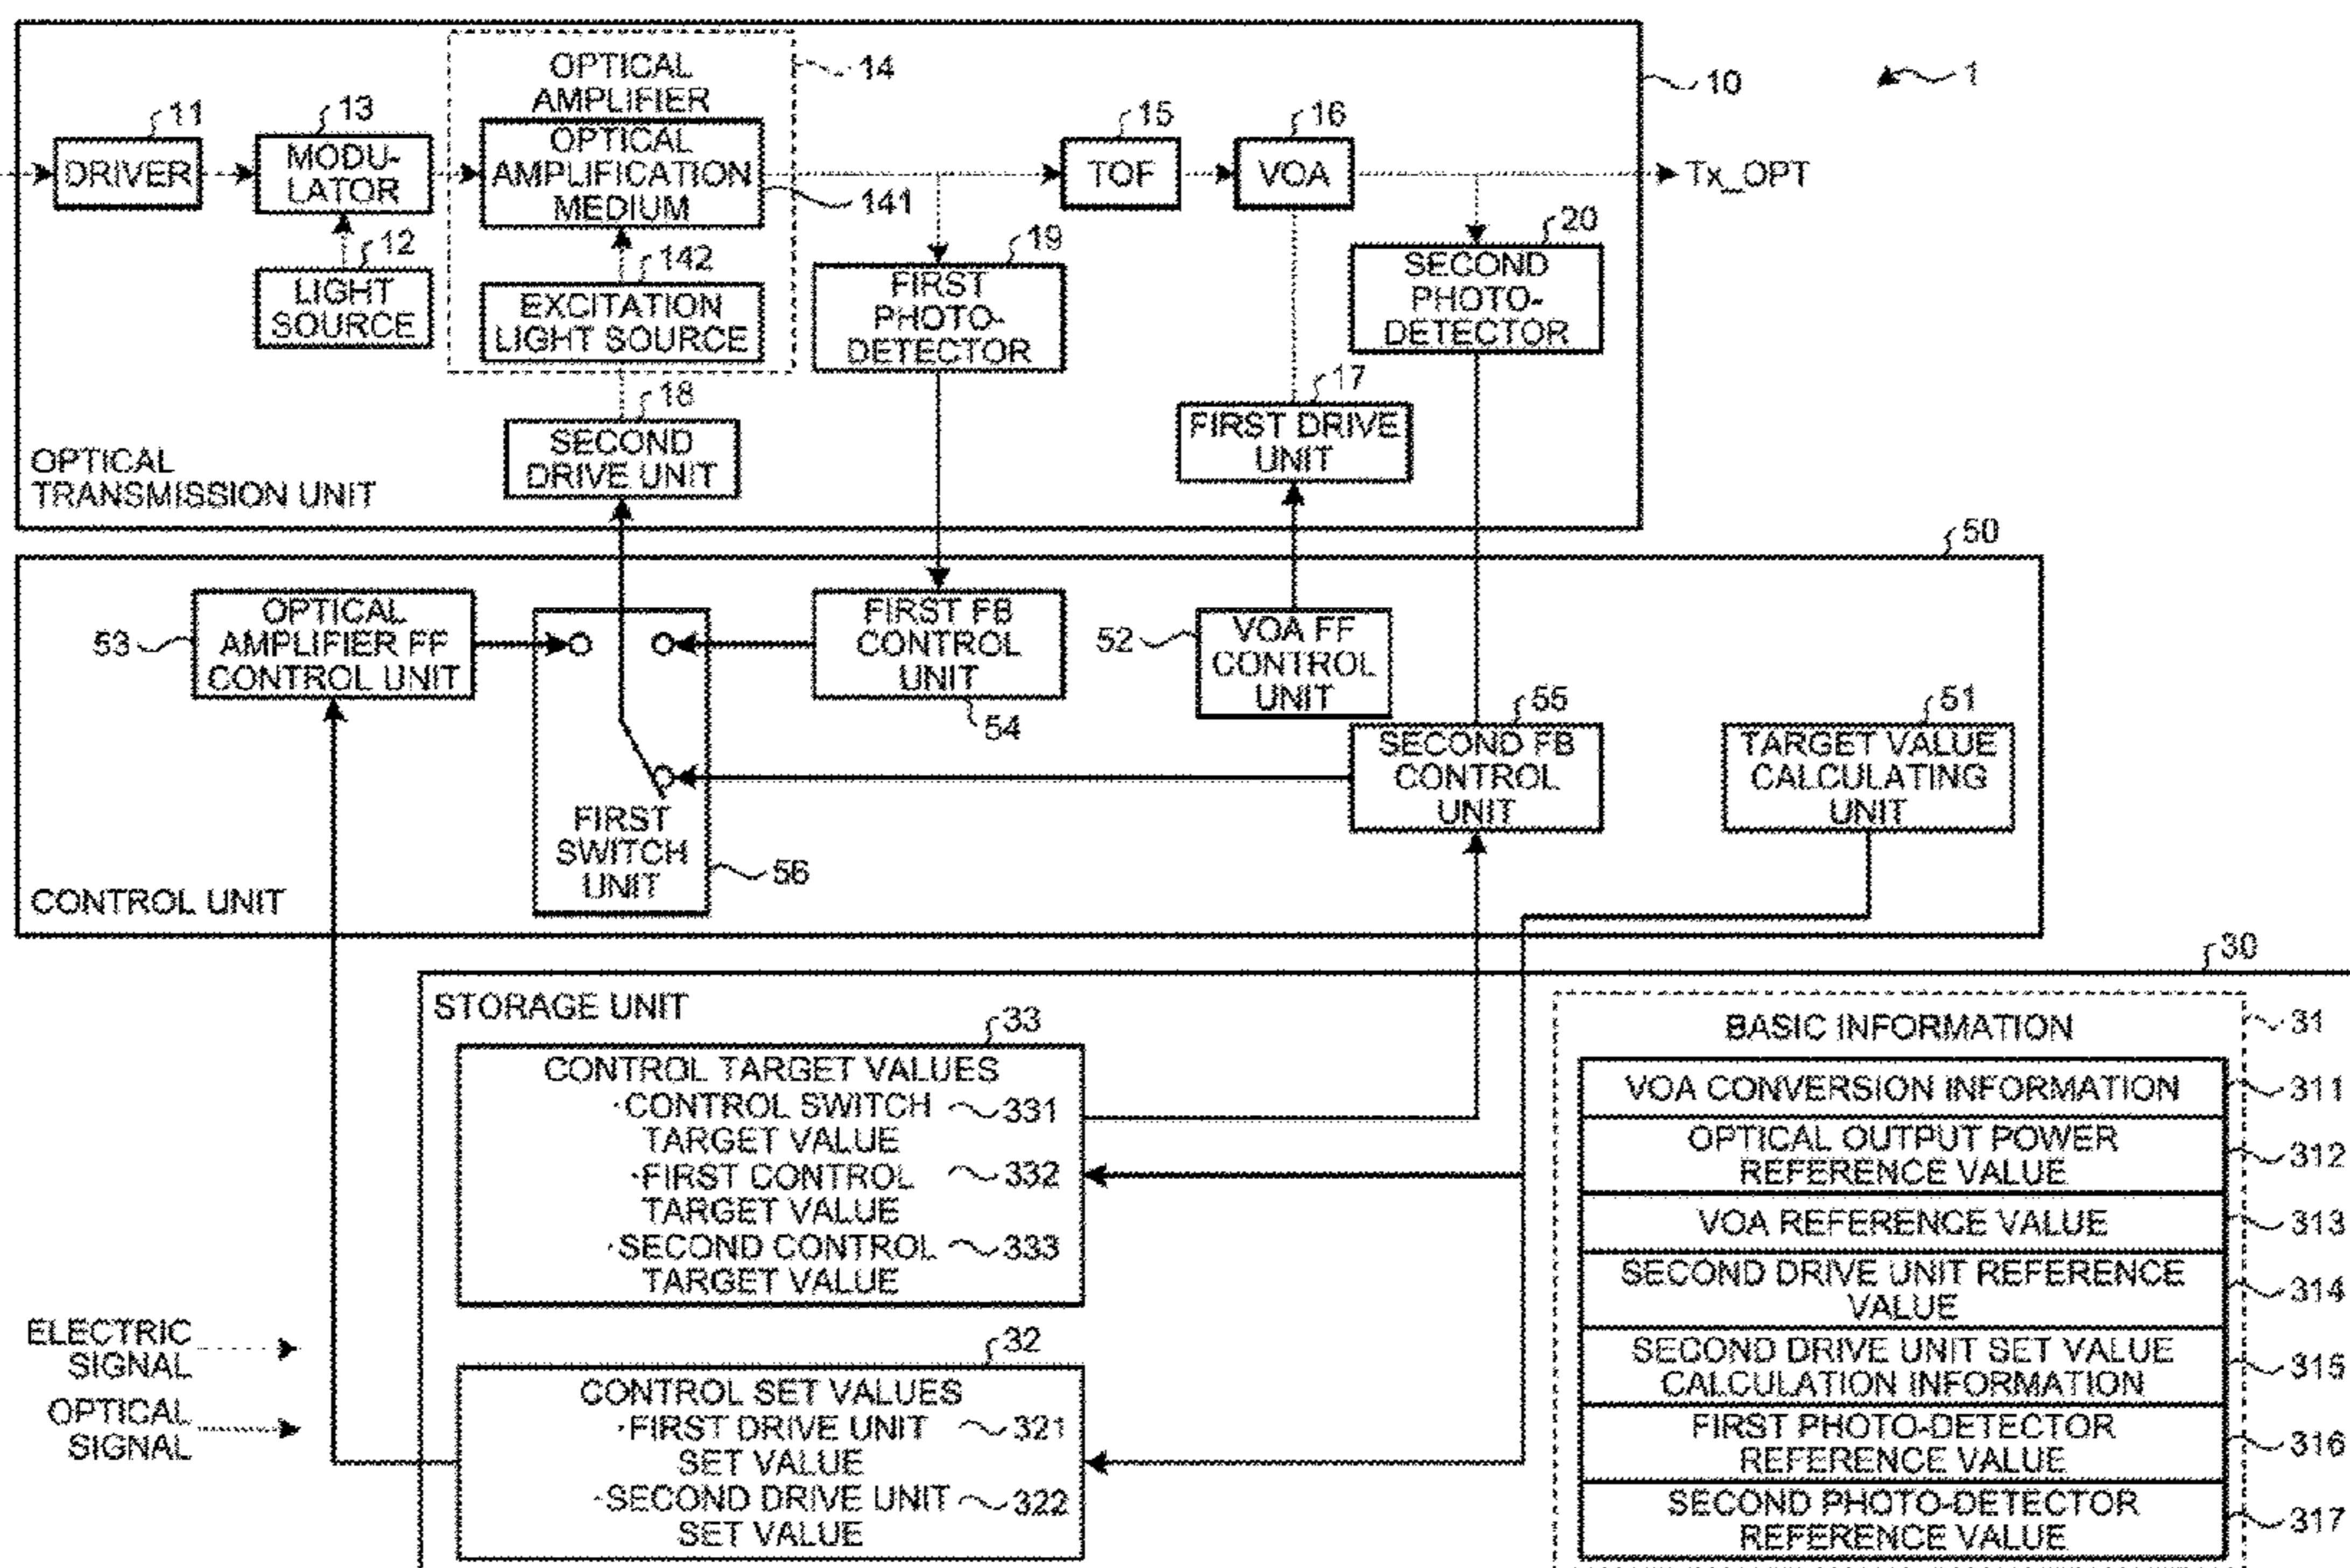 1
10
OPTICAL
AMPLIFIER
14
11
DRIVER
13
MODU-
LATOR
OPTICAL
AMPLIFICATION
MEDIUM
141
15
TOF
16
VOA
Tx_OPT
12
LIGHT
SOURCE
142
EXCITATION
LIGHT SOURCE
19
FIRST
PHOTO-
DETECTOR
20
SECOND
PHOTO-
DETECTOR
18
SECOND
DRIVE UNIT
17
FIRST DRIVE
UNIT
OPTICAL
TRANSMISSION UNIT
50
53
OPTICAL
AMPLIFIER FF
CONTROL UNIT
FIRST FB
CONTROL
UNIT
54
52
VOA FF
CONTROL
UNIT
55
SECOND FB
CONTROL
UNIT
51
TARGET VALUE
CALCULATING
UNIT
FIRST
SWITCH
UNIT
56
CONTROL UNIT
30
STORAGE UNIT
33
CONTROL TARGET VALUES
·CONTROL SWITCH 331
TARGET VALUE
·FIRST CONTROL 332
TARGET VALUE
·SECOND CONTROL 333
TARGET VALUE
32
CONTROL SET VALUES
·FIRST DRIVE UNIT 321
SET VALUE
·SECOND DRIVE UNIT 322
SET VALUE
BASIC INFORMATION 31
VOA CONVERSION INFORMATION 311
OPTICAL OUTPUT POWER
REFERENCE VALUE 312
VOA REFERENCE VALUE 313
SECOND DRIVE UNIT REFERENCE
VALUE 314
SECOND DRIVE UNIT SET VALUE
CALCULATION INFORMATION 315
FIRST PHOTO-DETECTOR
REFERENCE VALUE 316
SECOND PHOTO-DETECTOR
REFERENCE VALUE 317
ELECTRIC
SIGNAL
OPTICAL
SIGNAL